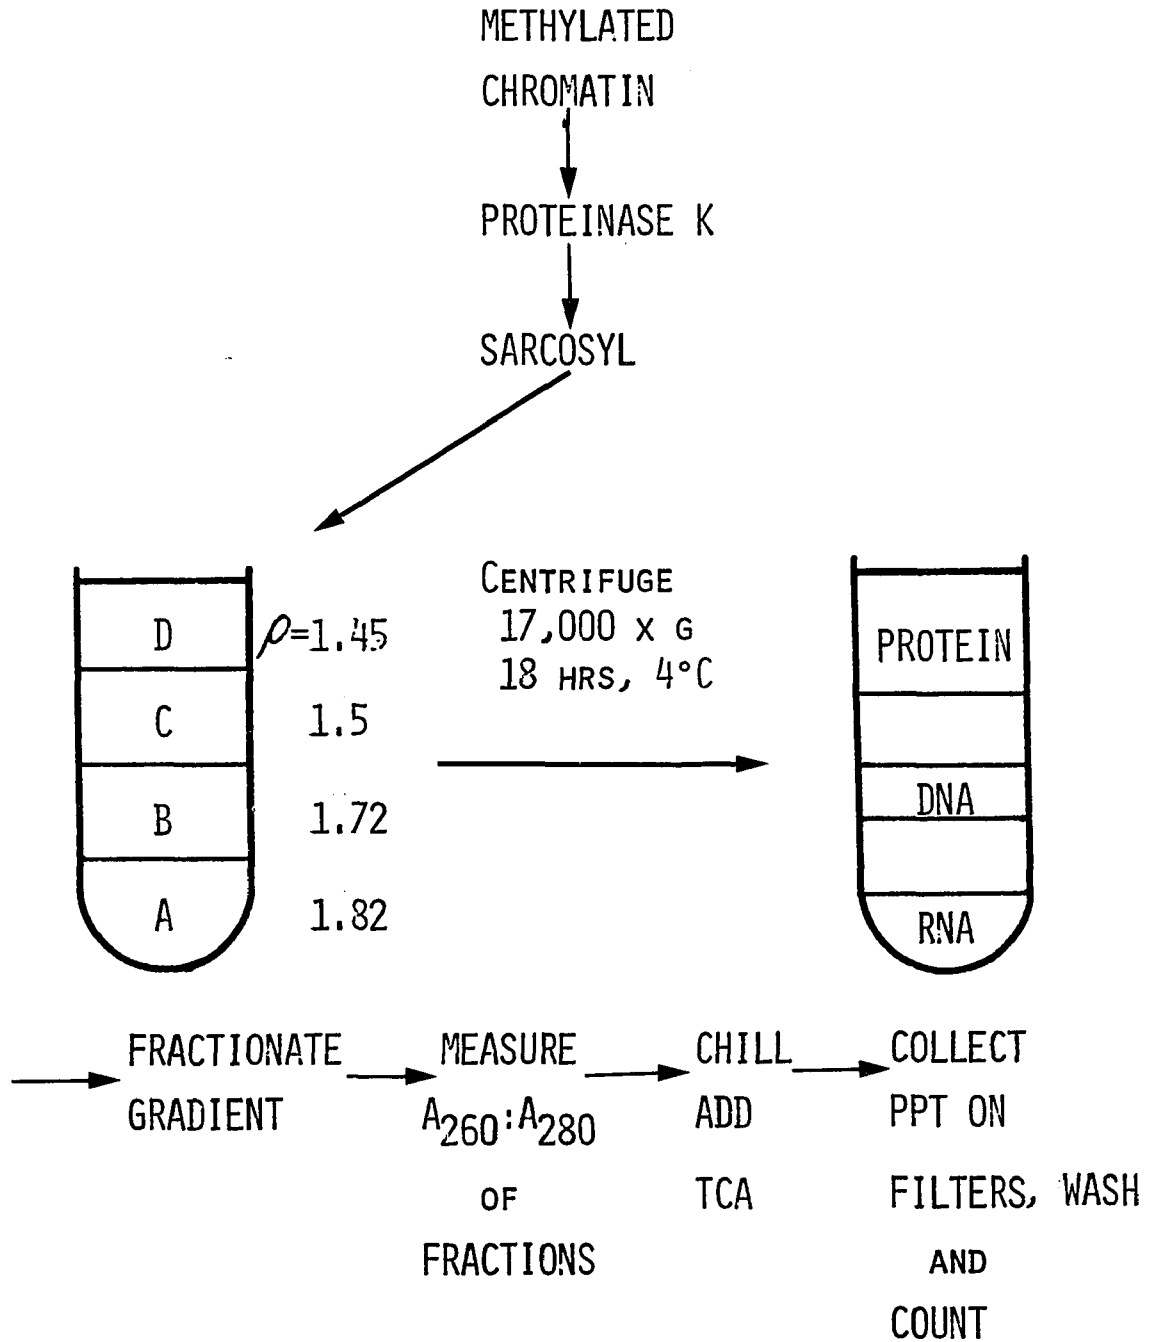 METHYLATED
CHROMATIN
PROTEINASE K
SARCOSYL
D ρ=1.45
C 1.5
B 1.72
A 1.82
CENTRIFUGE
17,000 X G
18 HRS, 4°C
PROTEIN
DNA
RNA
FRACTIONATE
GRADIENT
MEASURE
A260:A280
OF
FRACTIONS
CHILL
ADD
TCA
COLLECT
PPT ON
FILTERS, WASH
AND
COUNT